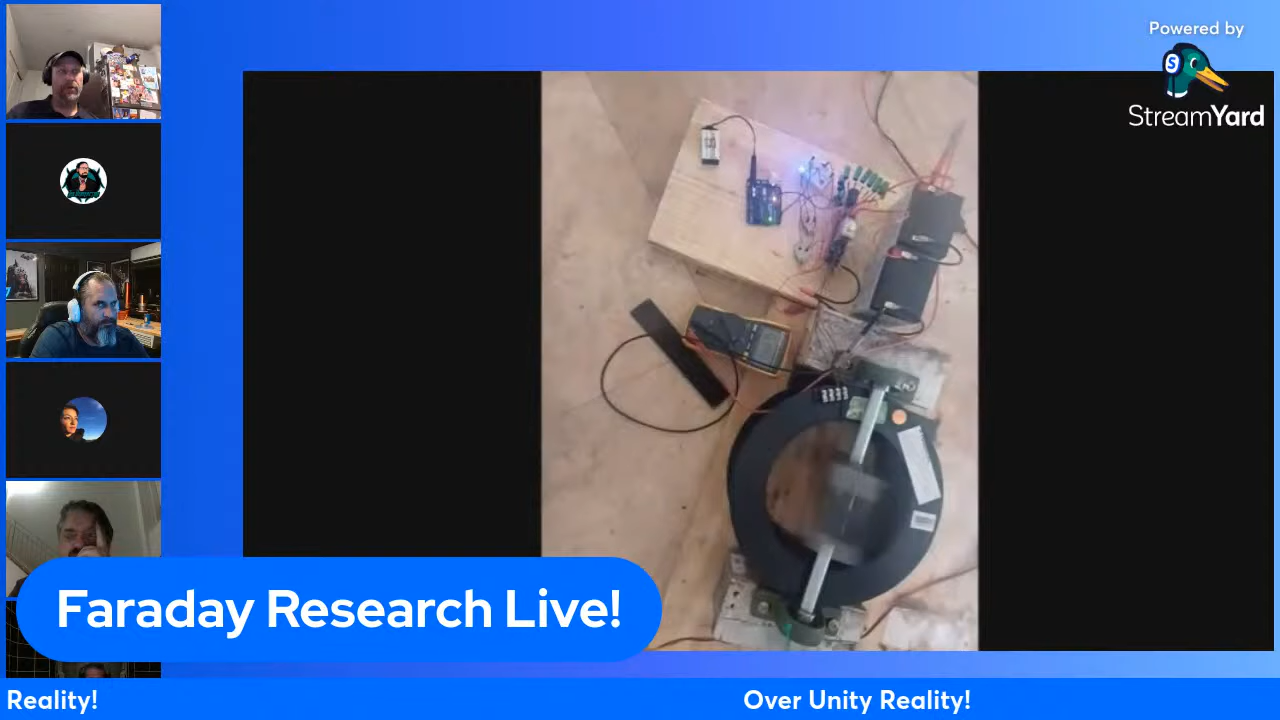 Powered by
S
StreamYard
Faraday Research Live!
Reality!
Over Unity Reality!